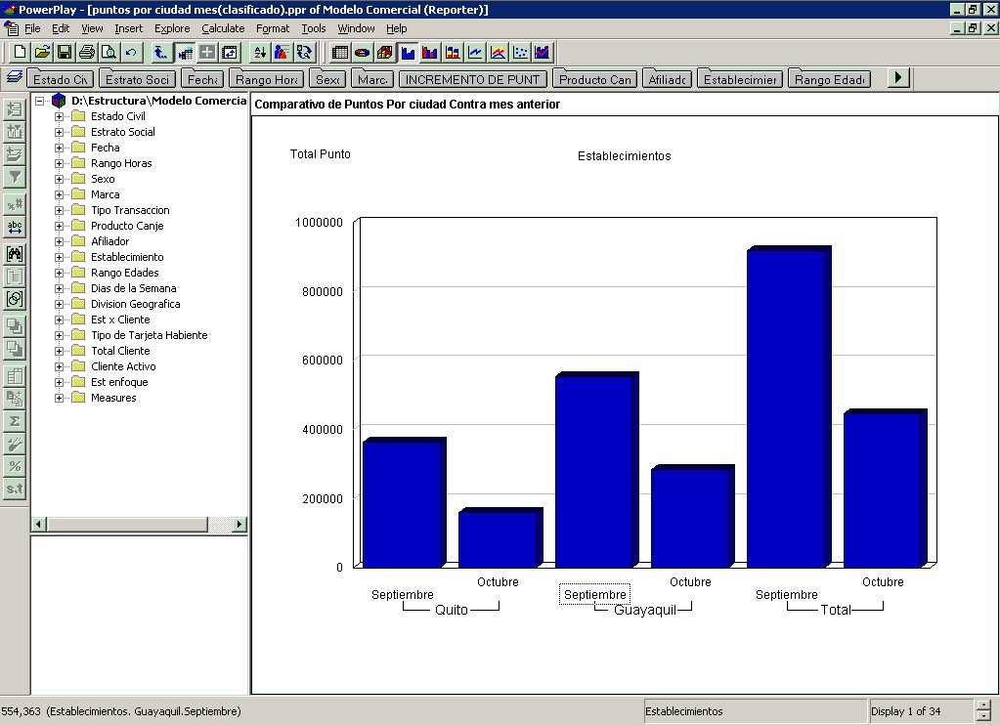 PowerPlay - [puntos por ciudad mes(clasificado).ppr of Modelo Comercial (Reporter)]
File Edit View Insert Explore Calculate Format Tools Window Help
Estado Civ Estrato Soci Fecha Rango Hora Sexo Marca INCREMENTO DE PUNT Producto Can Afiliado Establecimien Rango Edade
D:\Estructura\Modelo Comercia
Estado Civil
Estrato Social
Fecha
Rango Horas
Sexo
Marca
Tipo Transaccion
Producto Canje
Afiliador
Establecimiento
Rango Edades
Dias de la Semana
Division Geografica
Est x Cliente
Tipo de Tarjeta Habiente
Total Cliente
Cliente Activo
Est enfoque
Measures
Comparativo de Puntos Por ciudad Contra mes anterior
Total Punto
Establecimientos
1000000
800000
600000
400000
200000
0
Septiembre Octubre Septiembre Octubre Septiembre Octubre
Quito Guayaquil Total
554,363 (Establecimientos. Guayaquil.Septiembre)
Establecimientos
Display 1 of 34